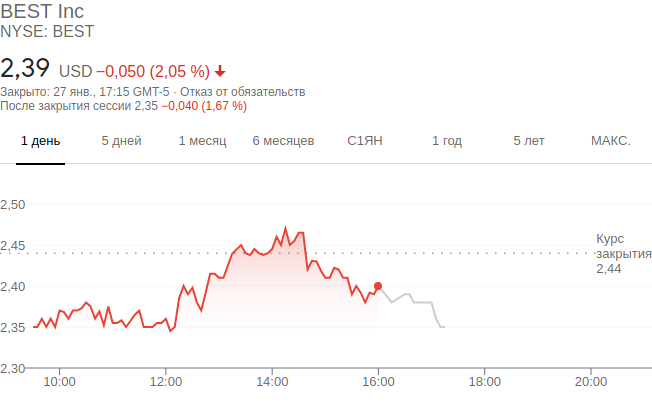 BEST Inc
NYSE: BEST
2,39 USD −0,050 (2,05 %)
Закрыто: 27 янв., 17:15 GMT-5 · Отказ от обязательств
После закрытия сессии 2,35 −0,040 (1,67 %)
1 день 5 дней 1 месяц 6 месяцев С1ЯН 1 год 5 лет МАКС.
2,50
2,45
Курс
закрытия
2,44
2,40
2,35
2,30
10:00 12:00 14:00 16:00 18:00 20:00